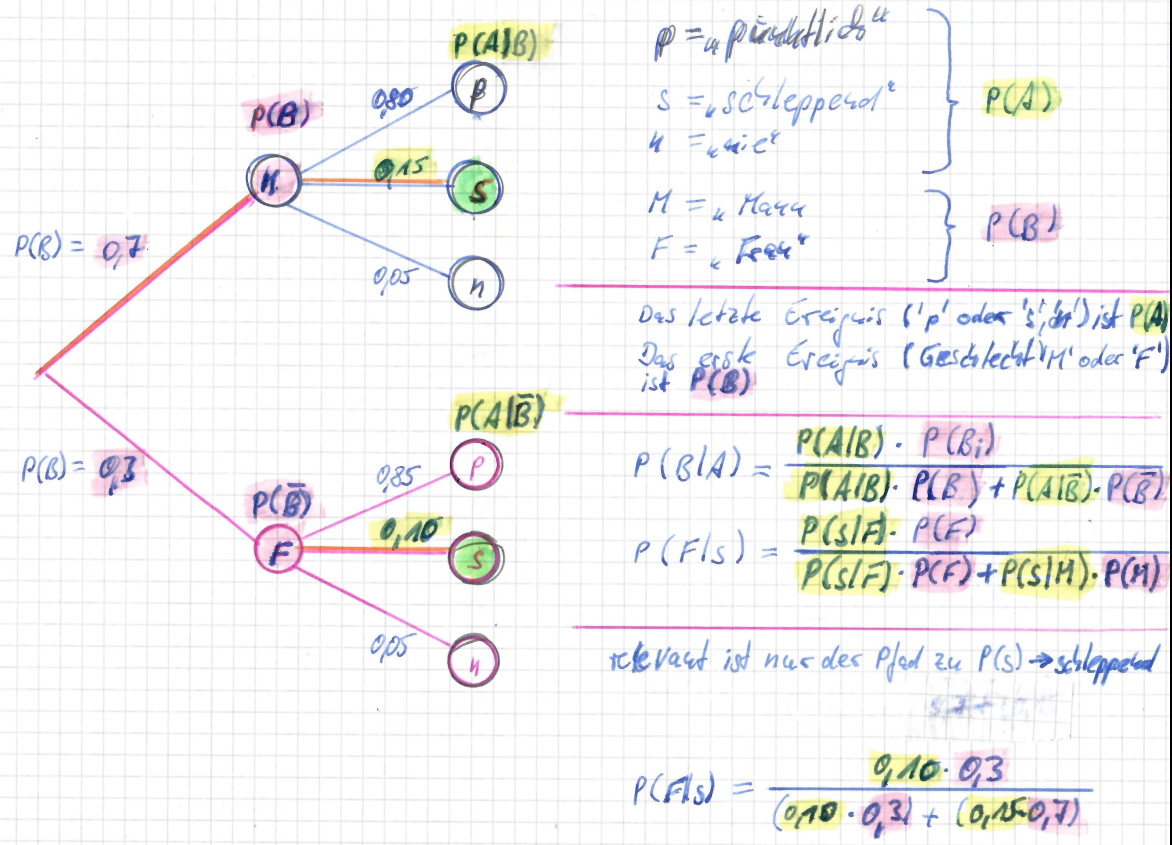 P(A|B)
P(B)
0,80
p
M
0,15
s
P(B) = 0,7
0,05
n
P(A|B̄)
P(B) = 0,3
0,85
p
P(B̄)
F
0,10
s
0,05
n
p = „pünktlich“
s = „schleppend“
n = „nie“
P(A)
M = „Mann
F = „Frau“
P(B)
Das letzte Ereignis ('p' oder 's', 'n') ist P(A)
Das erste Ereignis (Geschlecht 'M' oder 'F')
ist P(B)
P(B|A) = P(A|B) · P(Bᵢ)
P(A|B) · P(B) + P(A|B̄) · P(B̄)
P(F|s) = P(s|F) · P(F)
P(s|F) · P(F) + P(s|M) · P(M)
relevant ist nur der Pfad zu P(s) → schleppend
P(F|s) = 0,10 · 0,3
(0,10 · 0,3) + (0,15·0,7)